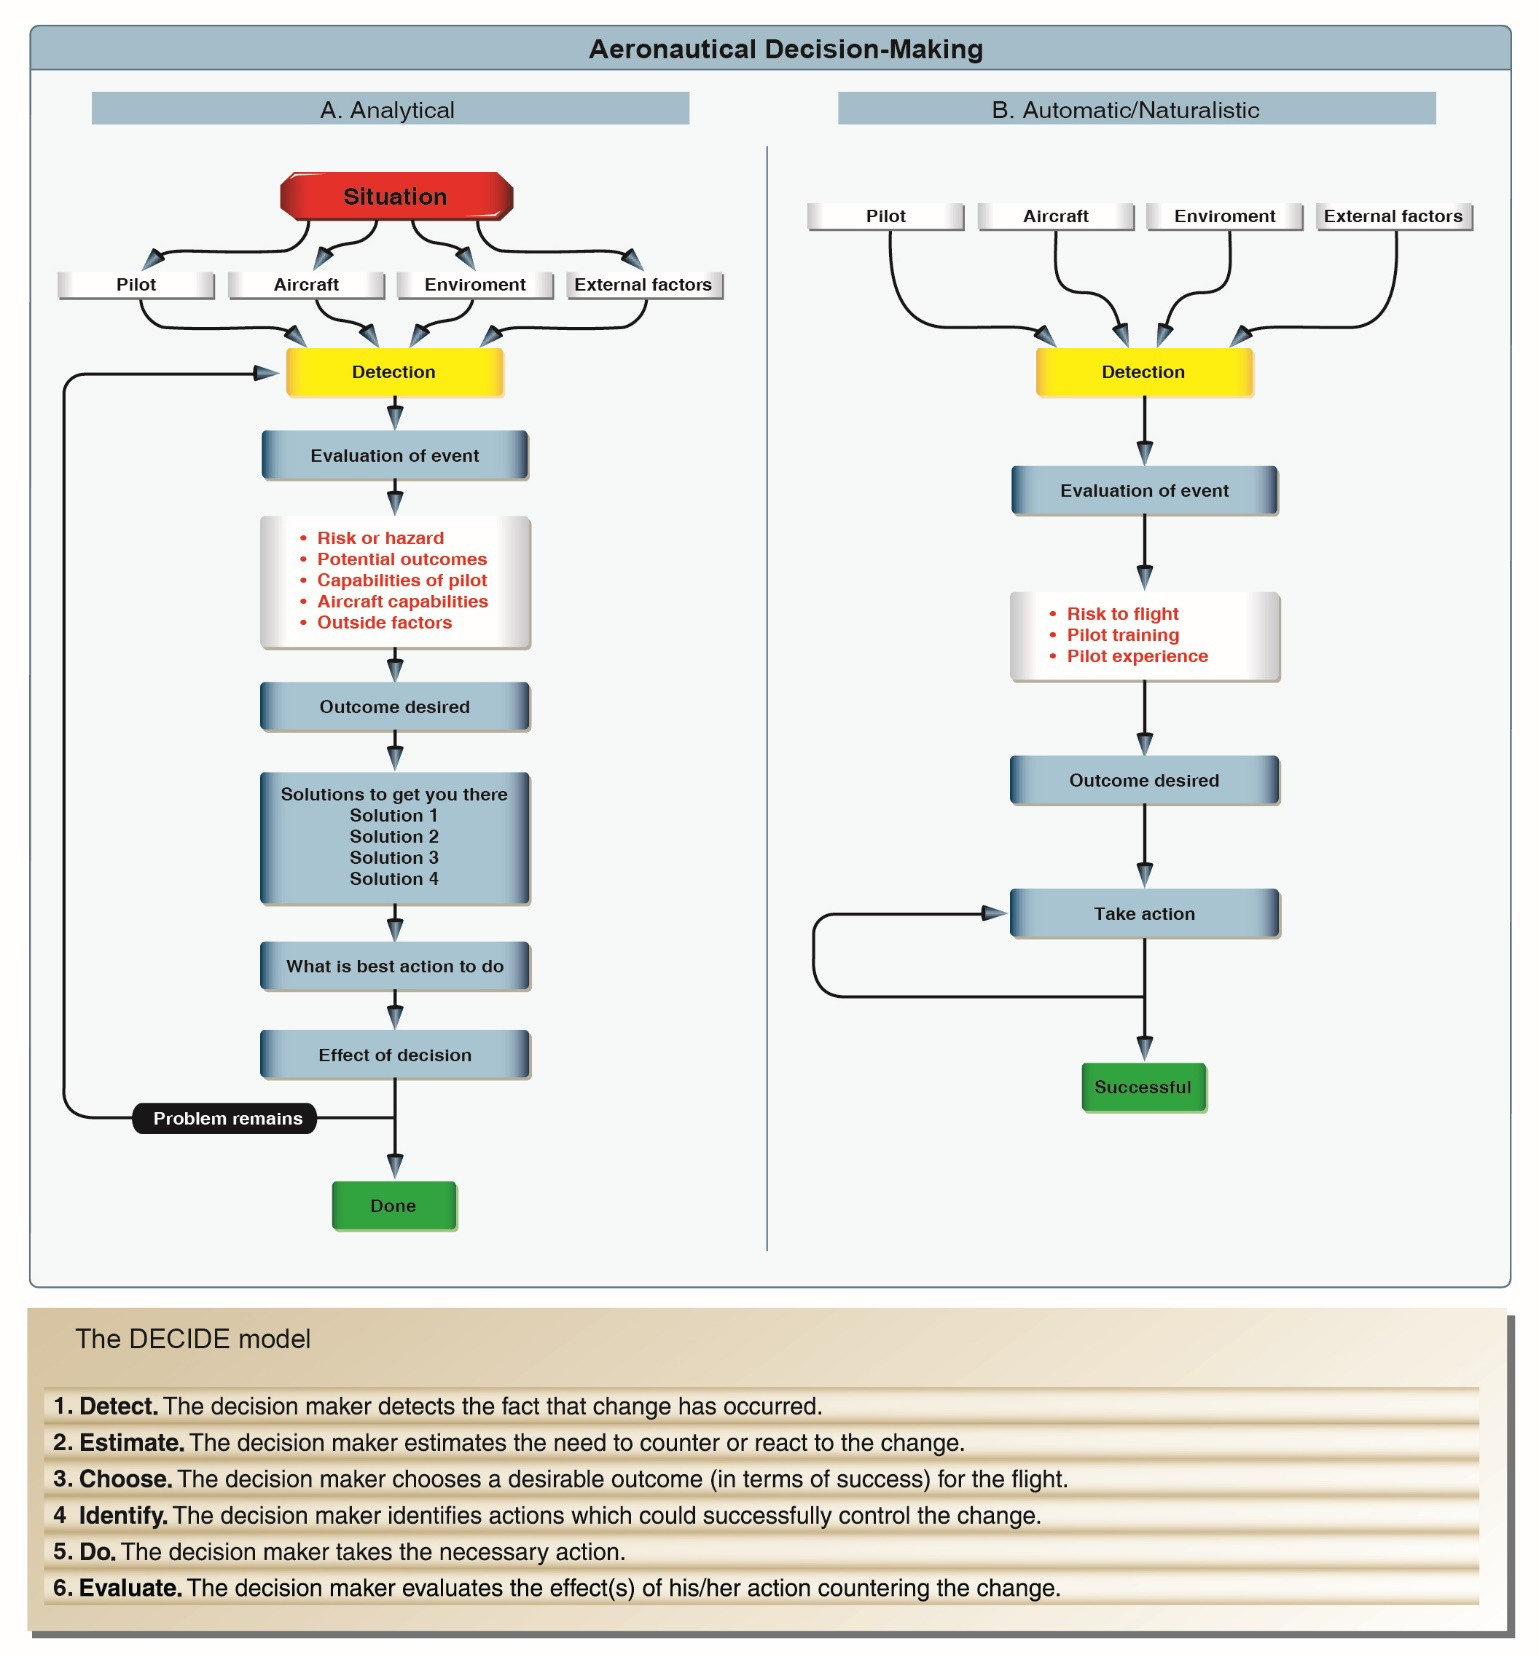 Aeronautical Decision-Making
A. Analytical
Situation
Pilot
Aircraft
Enviroment
External factors
Detection
Evaluation of event
• Risk or hazard
• Potential outcomes
• Capabilities of pilot
• Aircraft capabilities
• Outside factors
Outcome desired
Solutions to get you there
Solution 1
Solution 2
Solution 3
Solution 4
What is best action to do
Effect of decision
Problem remains
Done
B. Automatic/Naturalistic
Pilot
Aircraft
Enviroment
External factors
Detection
Evaluation of event
• Risk to flight
• Pilot training
• Pilot experience
Outcome desired
Take action
Successful
The DECIDE model
1. Detect. The decision maker detects the fact that change has occurred.
2. Estimate. The decision maker estimates the need to counter or react to the change.
3. Choose. The decision maker chooses a desirable outcome (in terms of success) for the flight.
4 Identify. The decision maker identifies actions which could successfully control the change.
5. Do. The decision maker takes the necessary action.
6. Evaluate. The decision maker evaluates the effect(s) of his/her action countering the change.